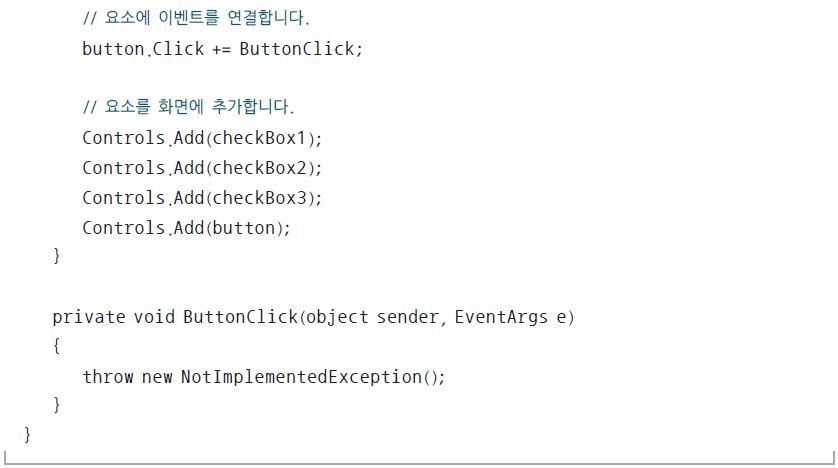 // 요소에 이벤트를 연결합니다.
button.Click += ButtonClick;
// 요소를 화면에 추가합니다.
Controls.Add(checkBox1);
Controls.Add(checkBox2);
Controls.Add(checkBox3);
Controls.Add(button);
}
private void ButtonClick(object sender, EventArgs e)
{
throw new NotImplementedException();
}
}